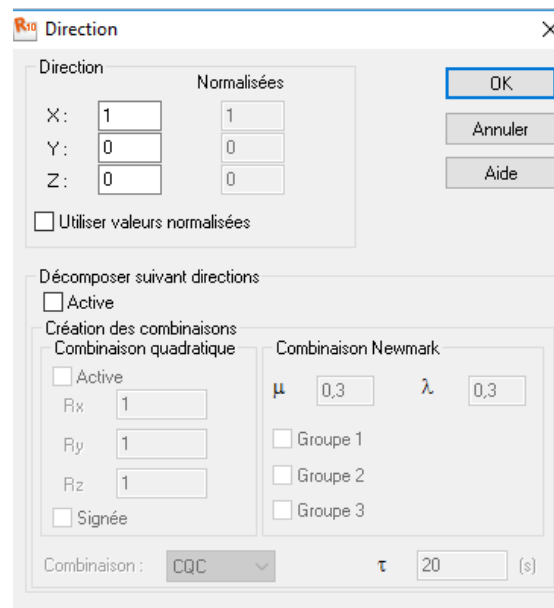 R10 Direction
Direction
Normalisées
OK
X: 1 1
Annuler
Y: 0 0
Aide
Z: 0 0
Utiliser valeurs normalisées
Décomposer suivant directions
Active
Création des combinaisons
Combinaison quadratique
Combinaison Newmark
Active
μ 0,3 λ 0,3
Rx 1
Groupe 1
Ry 1
Groupe 2
Rz 1
Groupe 3
Signée
Combinaison : CQC τ 20 (s)